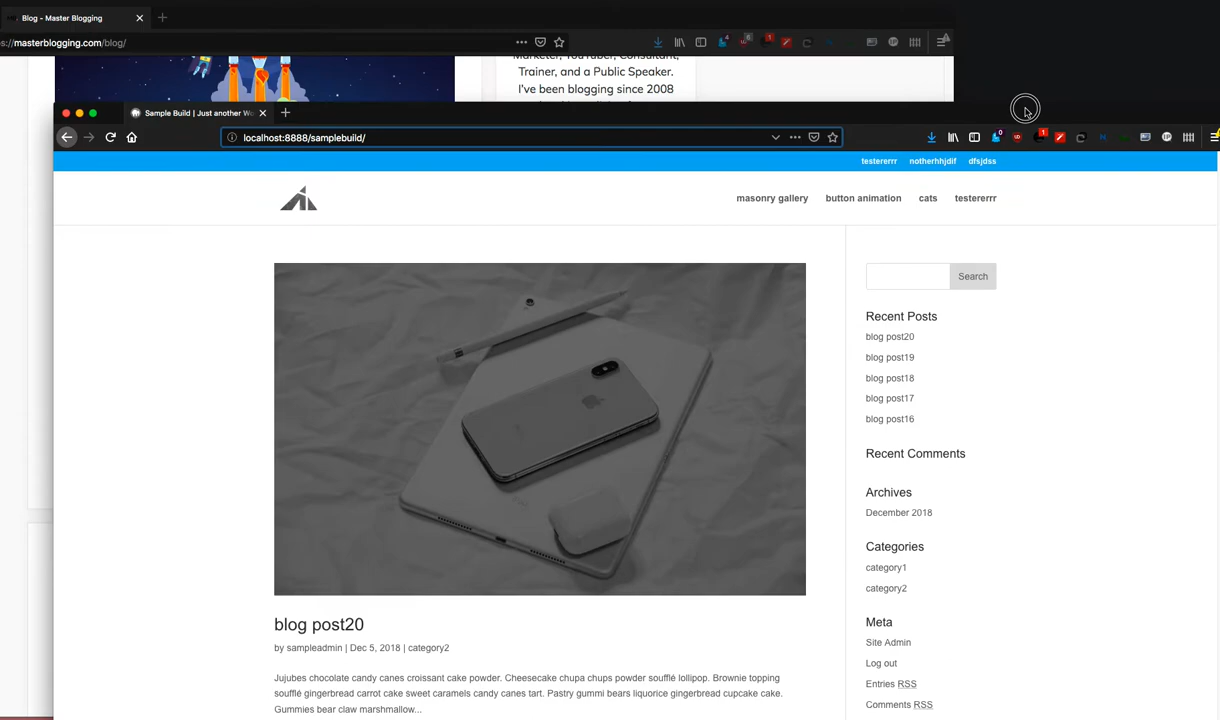 Blog - Master Blogging
s://masterblogging.com/blog/
Marketer, YouTuber, Consultant,
Trainer, and a Public Speaker.
I've been blogging since 2008
Sample Build | Just another W
localhost:8888/samplebuild/
testererrr notherhhjdif dfsjdss
masonry gallery button animation cats testererrr
Search
Recent Posts
blog post20
blog post19
blog post18
blog post17
blog post16
Recent Comments
Archives
December 2018
Categories
category1
category2
Meta
Site Admin
Log out
Entries RSS
Comments RSS
blog post20
by sampleadmin | Dec 5, 2018 | category2
Jujubes chocolate candy canes croissant cake powder. Cheesecake chupa chups powder soufflé lollipop. Brownie topping
soufflé gingerbread carrot cake sweet caramels candy canes tart. Pastry gummi bears liquorice gingerbread cupcake cake.
Gummies bear claw marshmallow...